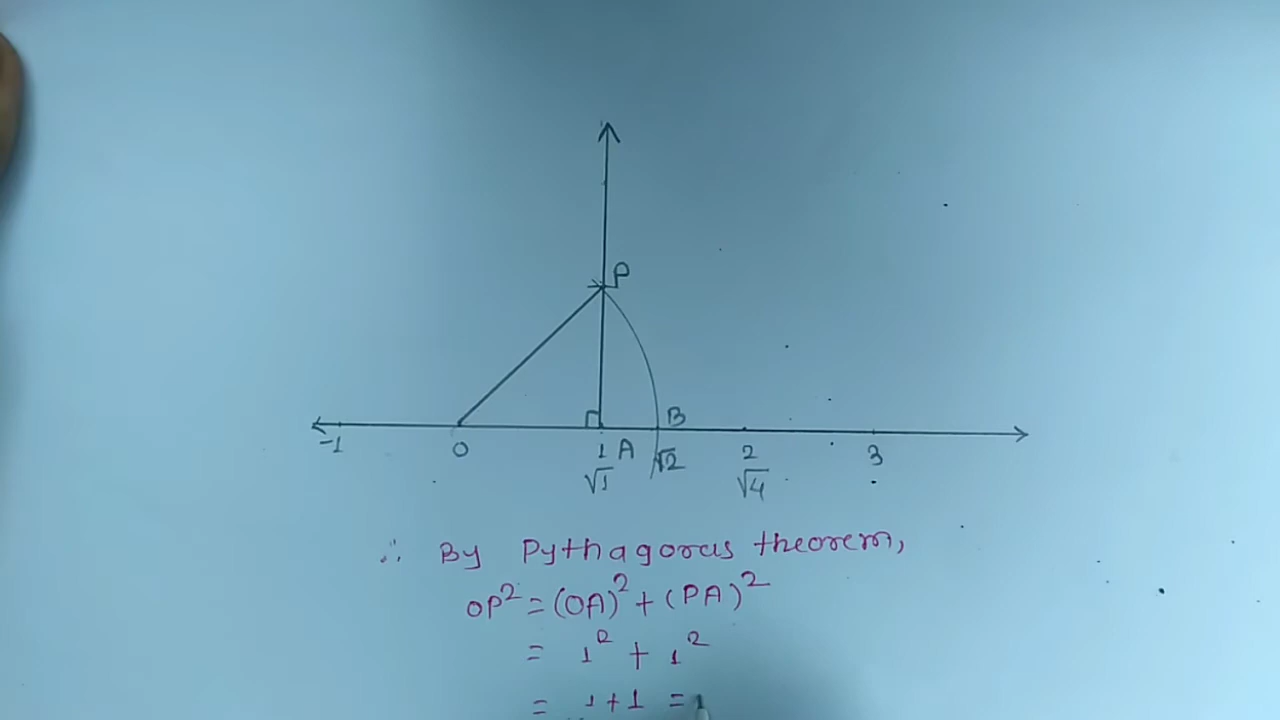 P
B
-1 0 1 A √2 2 3
√1 √4
∴ By Pythagorus theorem,
OP² = (OA)² + (PA)²
= 1² + 1²
= 1+1 =